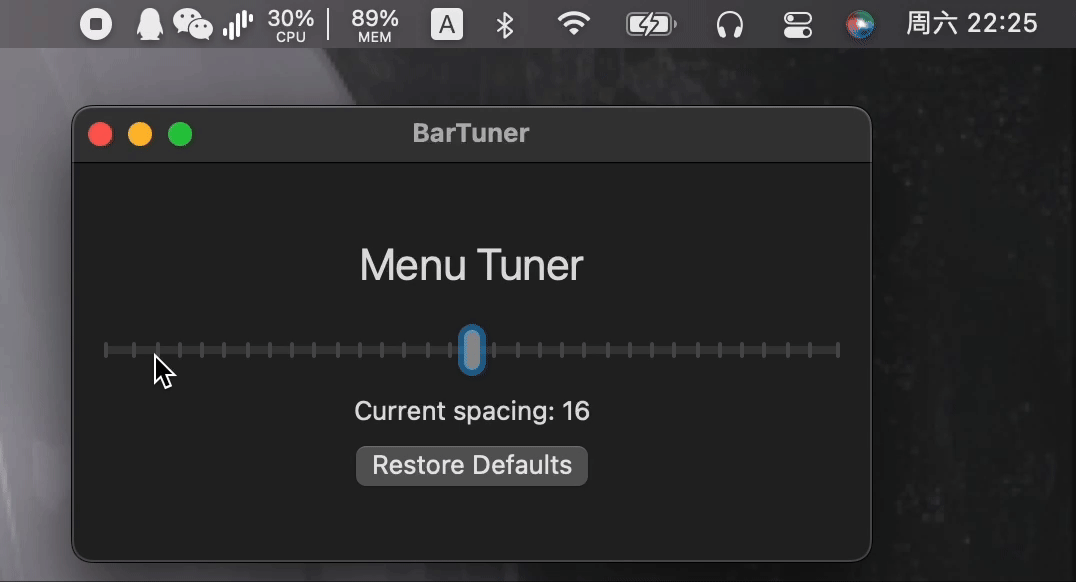 30% 89% A 周六 22:25
CPU MEM
BarTuner
Menu Tuner
Current spacing: 16
Restore Defaults